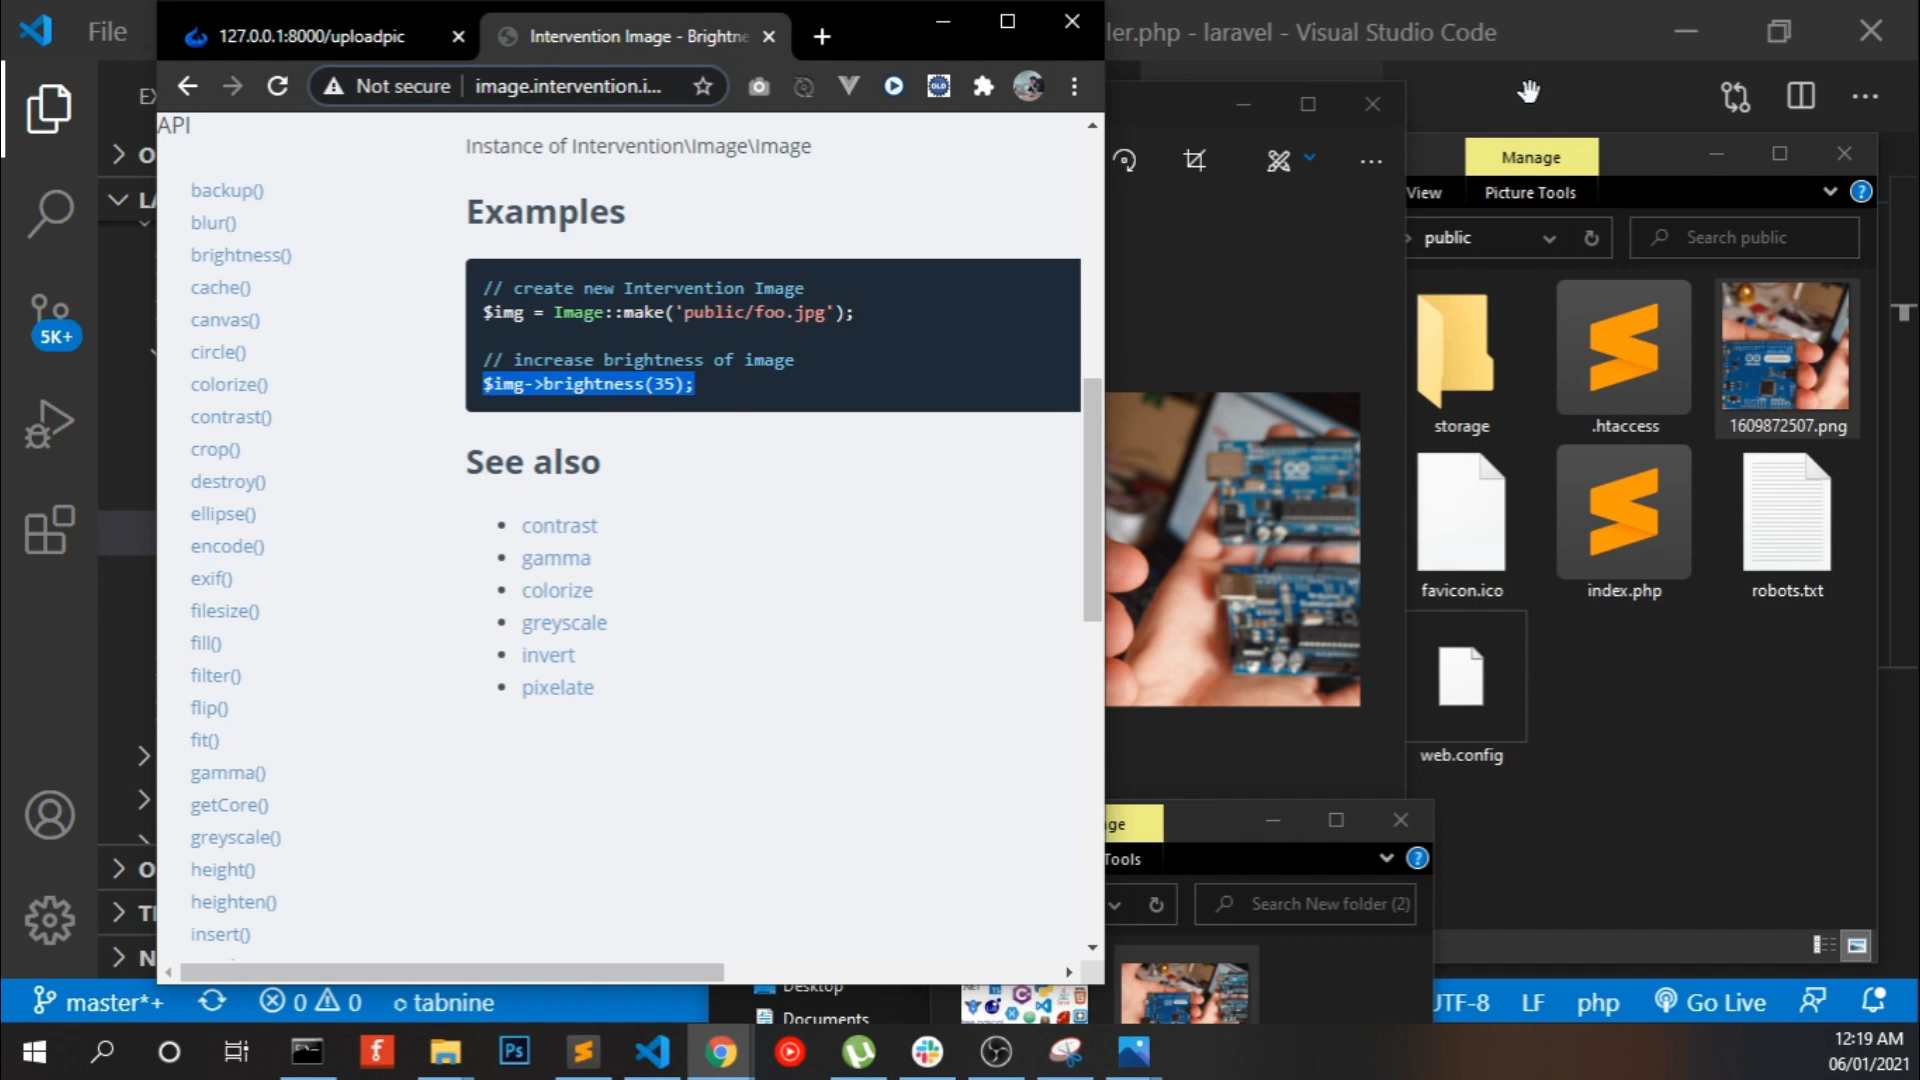 File
ler.php - laravel - Visual Studio Code
127.0.0.1:8000/uploadpic
Intervention Image - Brightne
Not secure
image.intervention.i...
OLD
API
Instance of Intervention\Image\Image
Examples
// create new Intervention Image
$img = Image::make('public/foo.jpg');
// increase brightness of image
$img->brightness(35);
See also
contrast
gamma
colorize
greyscale
invert
pixelate
backup()
blur()
brightness()
cache()
canvas()
circle()
colorize()
contrast()
crop()
destroy()
ellipse()
encode()
exif()
filesize()
fill()
filter()
flip()
fit()
gamma()
getCore()
greyscale()
height()
heighten()
insert()
5K+
Manage
View
Picture Tools
public
Search public
storage
.htaccess
1609872507.png
favicon.ico
index.php
robots.txt
web.config
ge
Tools
Search New folder (2)
Desktop
Documents
master*+
0
0
tabnine
UTF-8
LF
php
Go Live
Ps
12:19 AM
06/01/2021